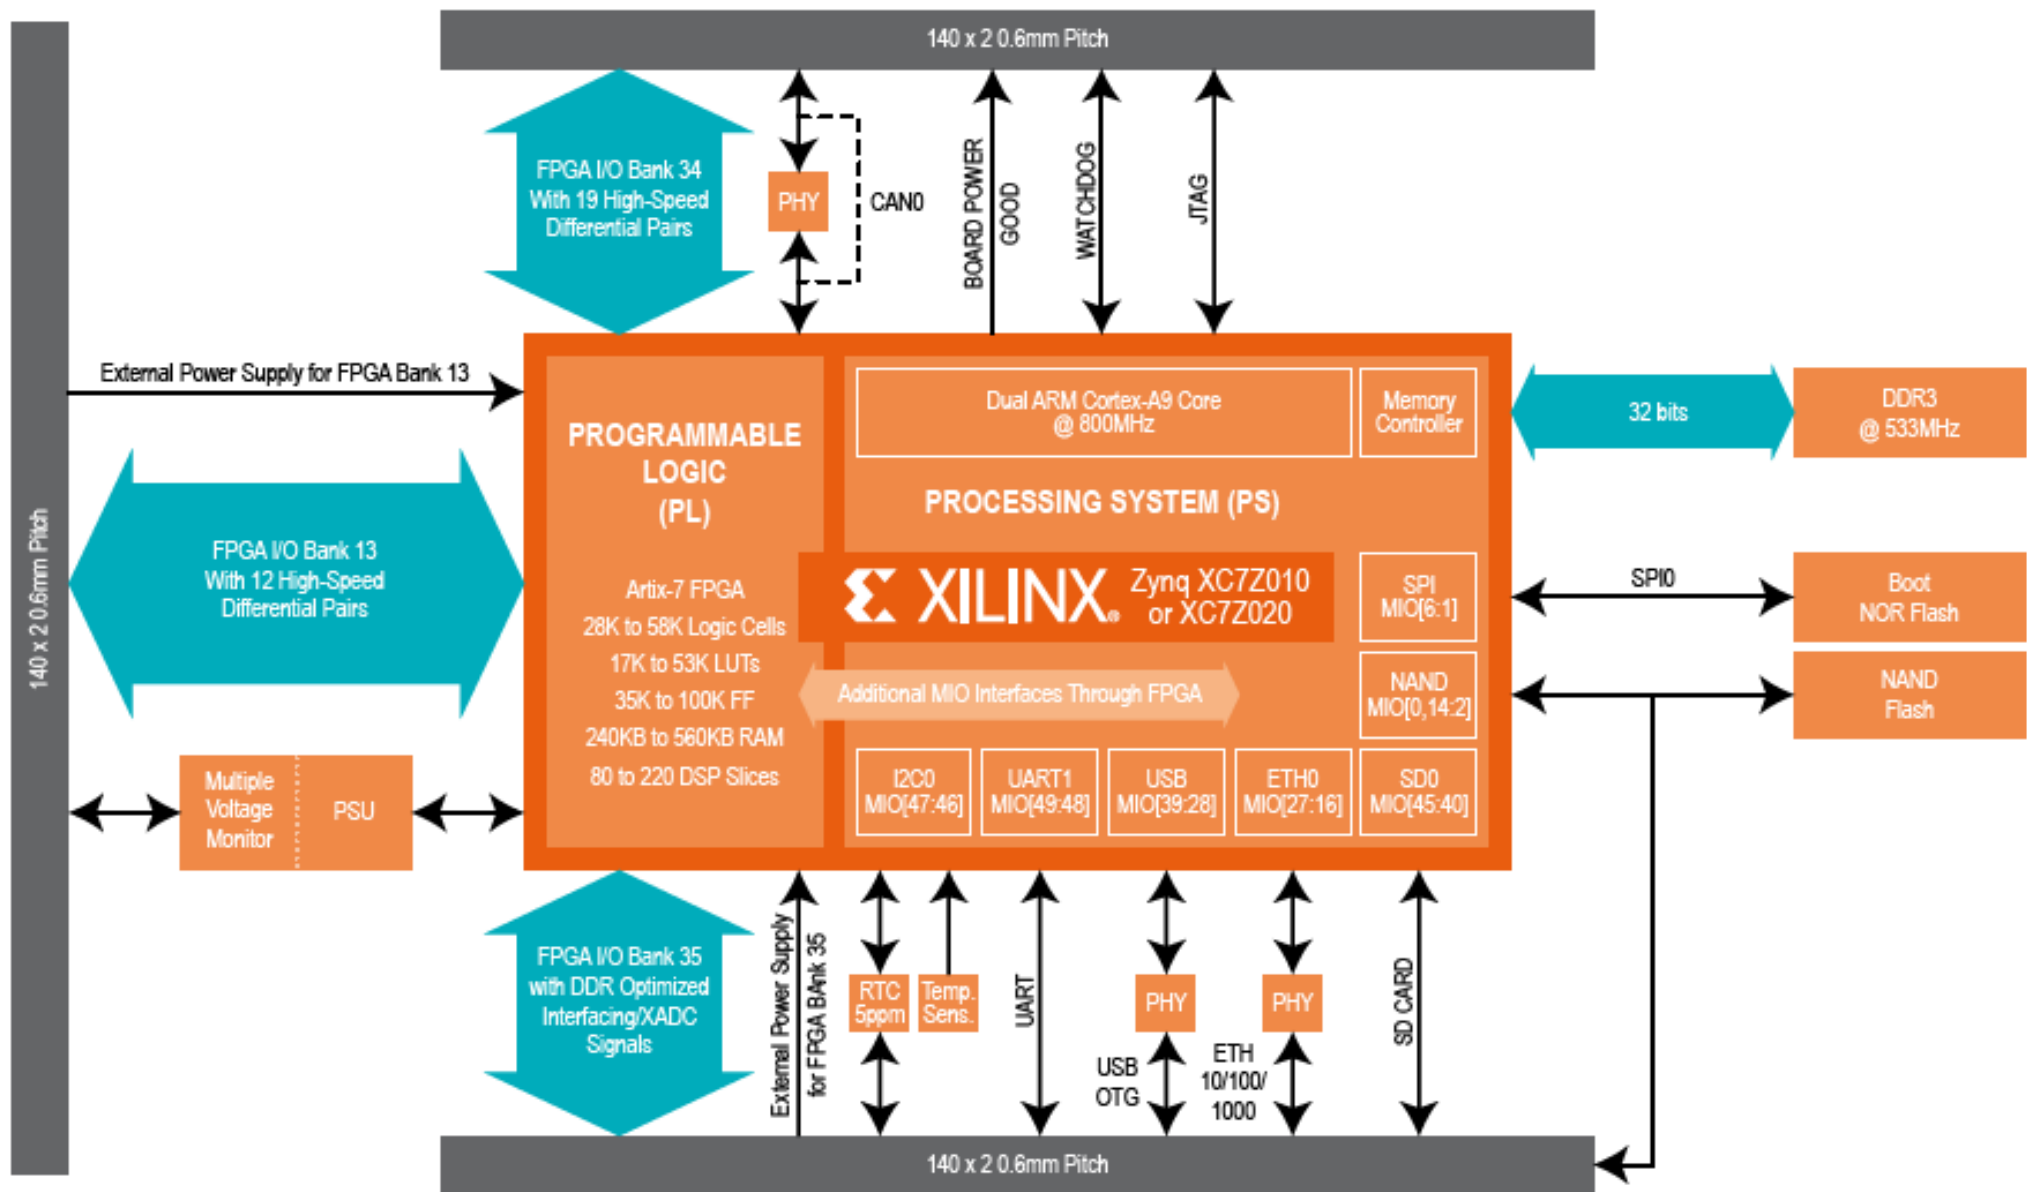 140 x 2 0.6mm Pitch
140 x 2 0.6mm Pitch
FPGA I/O Bank 34
With 19 High-Speed
Differential Pairs
PHY
CAN0
BOARD POWER
GOOD
WATCHDOG
JTAG
External Power Supply for FPGA Bank 13
FPGA I/O Bank 13
With 12 High-Speed
Differential Pairs
Multiple
Voltage
Monitor
PSU
PROGRAMMABLE
LOGIC
(PL)
Artix-7 FPGA
28K to 58K Logic Cells
17K to 53K LUTs
35K to 100K FF
240KB to 560KB RAM
80 to 220 DSP Slices
Dual ARM Cortex-A9 Core
@ 800MHz
Memory
Controller
PROCESSING SYSTEM (PS)
XILINX®
Zynq XC7Z010
or XC7Z020
SPI
MIO[6:1]
Additional MIO Interfaces Through FPGA
NAND
MIO[0,14:2]
I2C0
MIO[47:46]
UART1
MIO[49:48]
USB
MIO[39:28]
ETH0
MIO[27:16]
SD0
MIO[45:40]
32 bits
DDR3
@ 533MHz
SPI0
Boot
NOR Flash
NAND
Flash
FPGA I/O Bank 35
with DDR Optimized
Interfacing/XADC
Signals
External Power Supply
for FPGA BAnk 35
RTC
5ppm
Temp.
Sens.
UART
PHY
USB
OTG
PHY
ETH
10/100/
1000
SD CARD
140 x 2 0.6mm Pitch